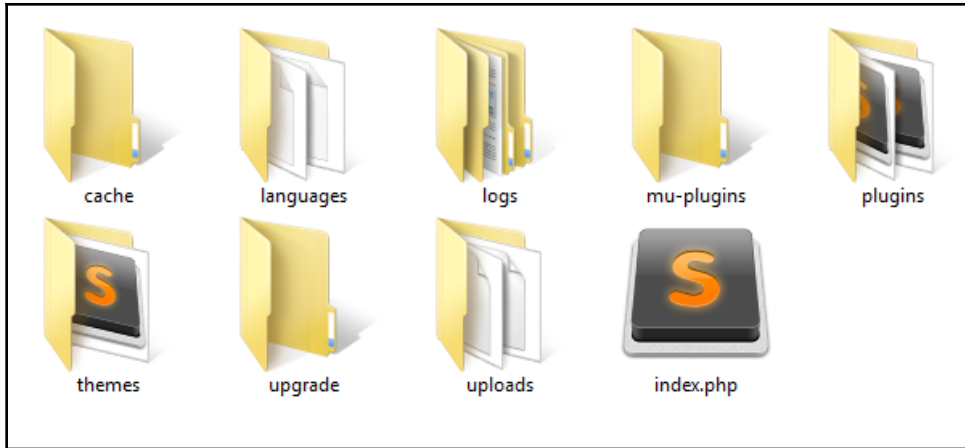 cache
languages
logs
mu-plugins
plugins
themes
upgrade
uploads
index.php